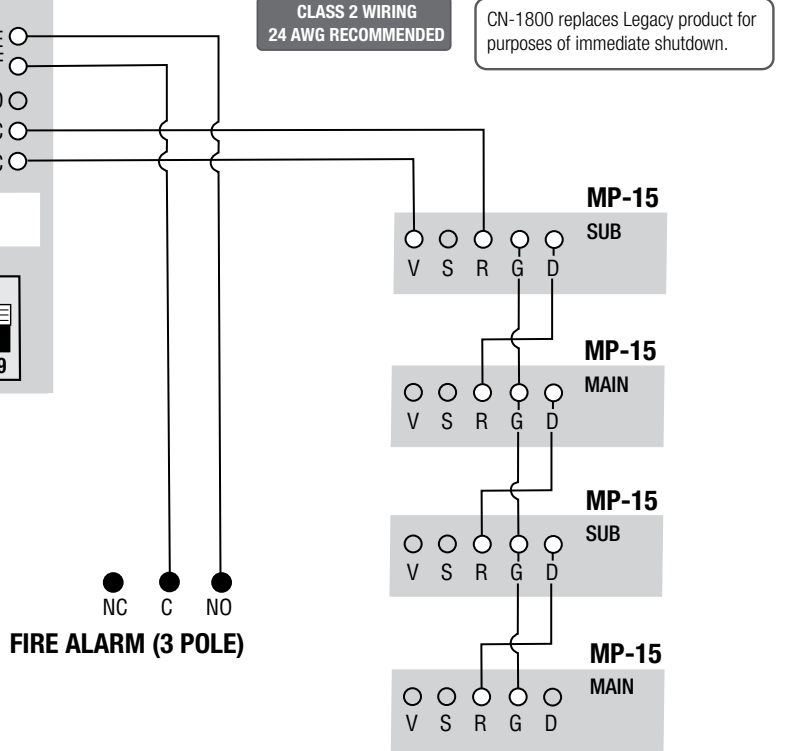 CLASS 2 WIRING
24 AWG RECOMMENDED
CN-1800 replaces Legacy product for
purposes of immediate shutdown.
MP-15
SUB
V S R G D
MP-15
MAIN
V S R G D
MP-15
SUB
V S R G D
MP-15
MAIN
V S R G D
9
NC C NO
FIRE ALARM (3 POLE)